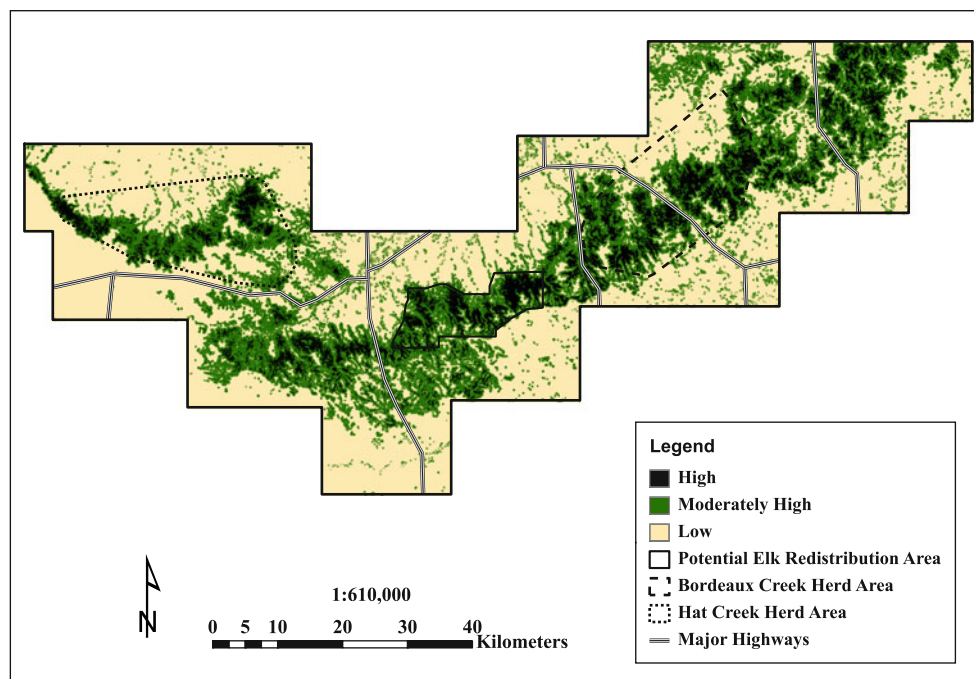 Legend
High
Moderately High
Low
Potential Elk Redistribution Area
Bordeaux Creek Herd Area
Hat Creek Herd Area
Major Highways
N
1:610,000
0 5 10 20 30 40
Kilometers